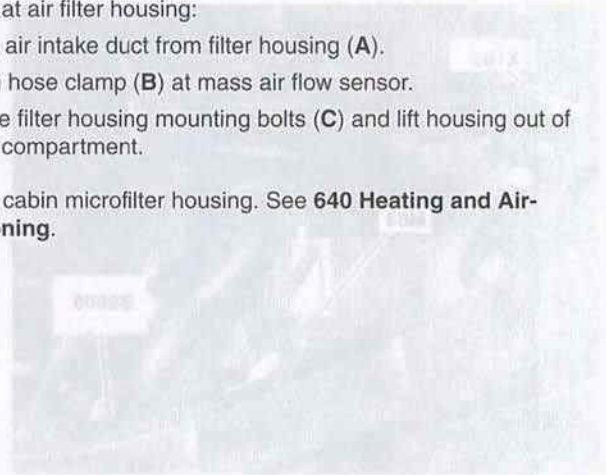 at air filter housing:
air intake duct from filter housing (A).
hose clamp (B) at mass air flow sensor.
e filter housing mounting bolts (C) and lift housing out of
compartment.
cabin microfilter housing. See 640 Heating and Air-
ning.